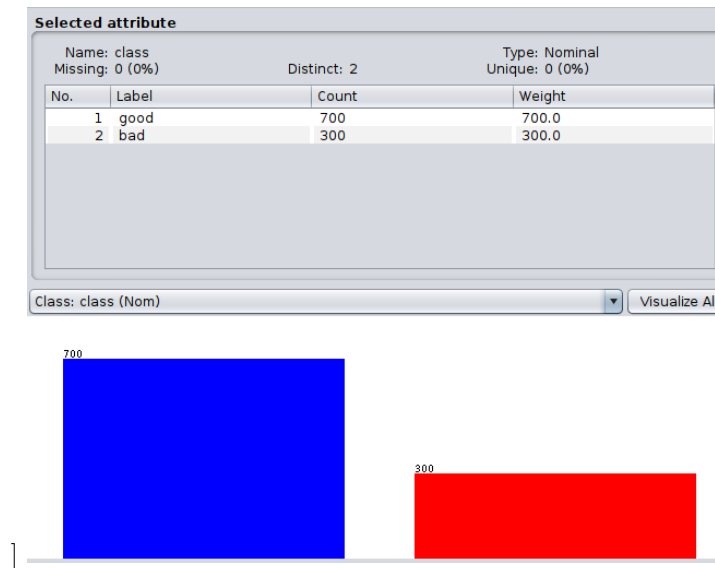 Selected attribute
Name: class Type: Nominal
Missing: 0 (0%) Distinct: 2 Unique: 0 (0%)
No. Label Count Weight
1 good 700 700.0
2 bad 300 300.0
Class: class (Nom) Visualize Al
700
300
]